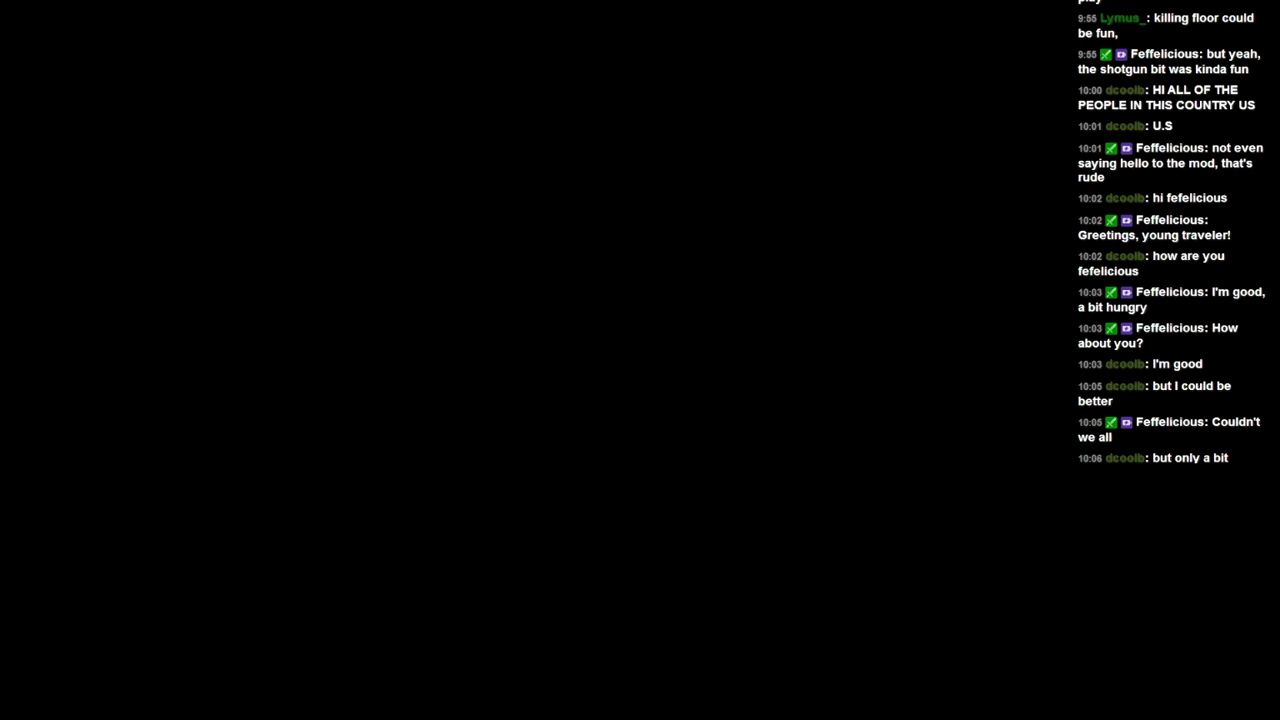 play
9:55 Lymus_: killing floor could
be fun,
9:55 Feffelicious: but yeah,
the shotgun bit was kinda fun
10:00 dcoolb: HI ALL OF THE
PEOPLE IN THIS COUNTRY US
10:01 dcoolb: U.S
10:01 Feffelicious: not even
saying hello to the mod, that's
rude
10:02 dcoolb: hi fefelicious
10:02 Feffelicious:
Greetings, young traveler!
10:02 dcoolb: how are you
fefelicious
10:03 Feffelicious: I'm good,
a bit hungry
10:03 Feffelicious: How
about you?
10:03 dcoolb: I'm good
10:05 dcoolb: but I could be
better
10:05 Feffelicious: Couldn't
we all
10:06 dcoolb: but only a bit